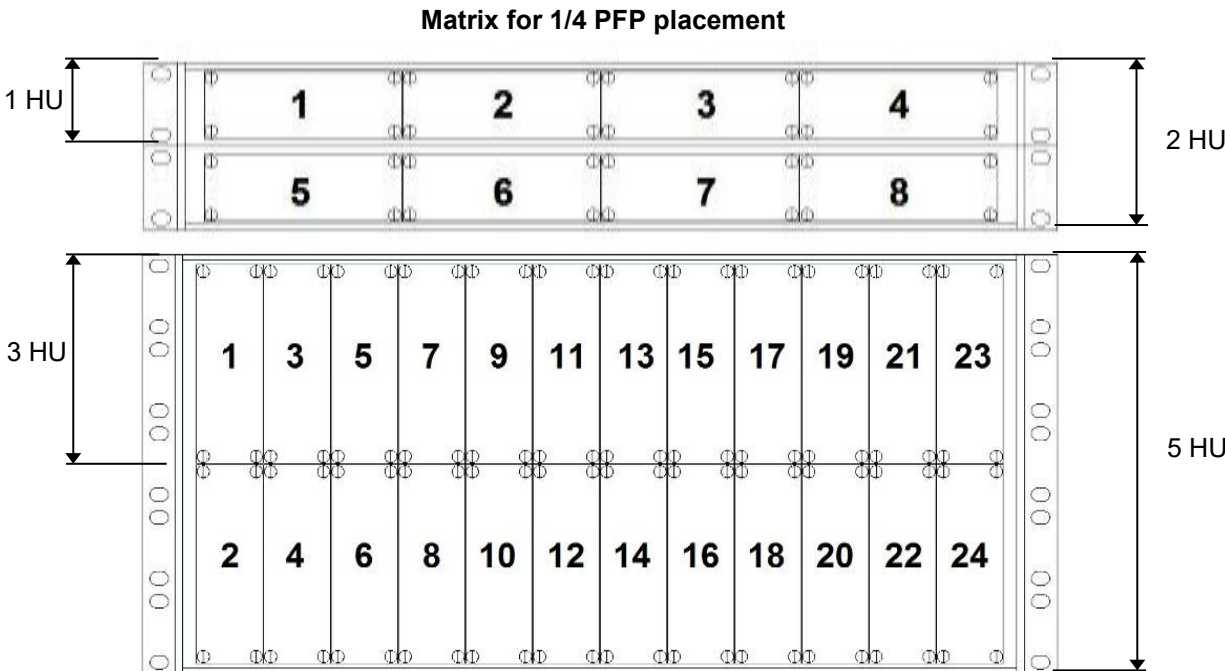 Matrix for 1/4 PFP placement
1 HU
1 2 3 4
2 HU
5 6 7 8
3 HU
1 3 5 7 9 11 13 15 17 19 21 23
5 HU
2 4 6 8 10 12 14 16 18 20 22 24